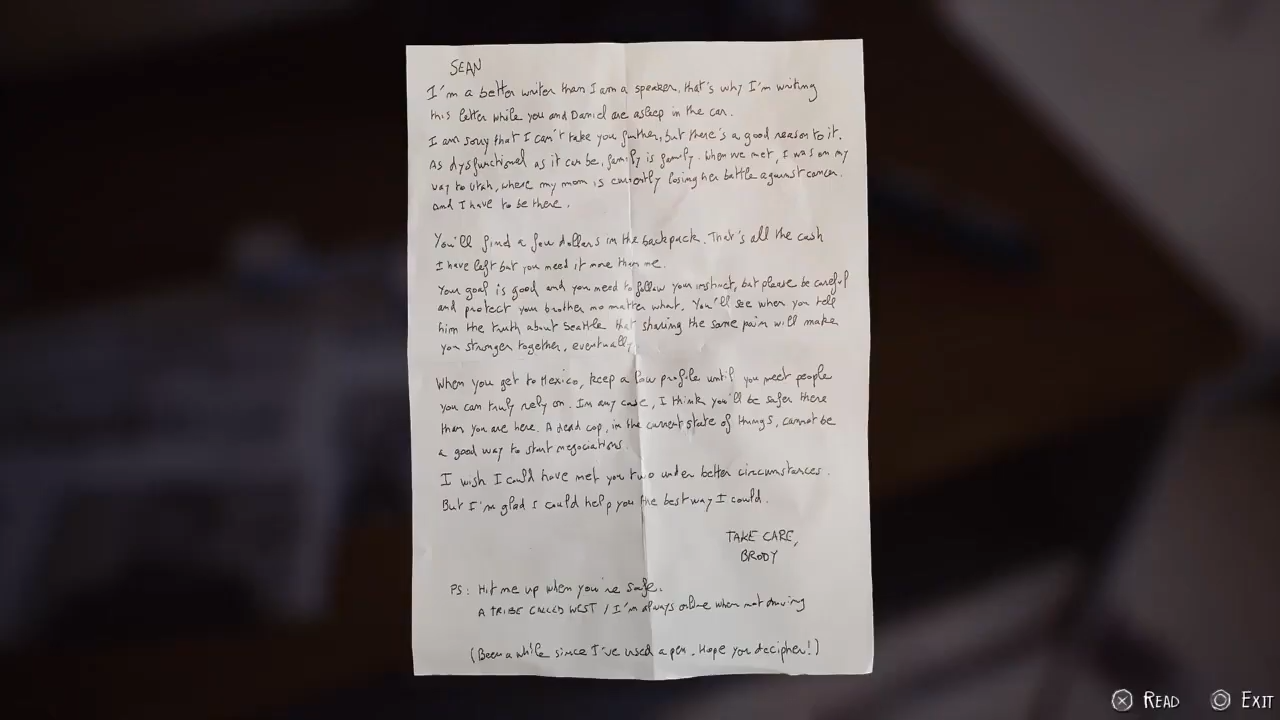 SEAN
I'm a better writer than I am a speaker, that's why I'm writing
this letter while you and Daniel are asleep in the car.
I am sorry that I can't take you further, but there's a good reason to it.
As dysfunctional as it can be, family is family. When we met, I was on my
way to Utah, where my mom is currently losing her battle against cancer.
And I have to be there.
You'll find a few dollars in the backpack. That's all the cash
I have left but you need it more than me.
Your goal is good and you need to follow your instinct, but please be careful
and protect your brother no matter what. You'll see when you tell
him the truth about Seattle that sharing the same pain will make
you stronger together, eventually.
When you get to Mexico, keep a low profile until you meet people
you can truly rely on. In any case, I think you'll be safer there
than you are here. A dead cop, in the current state of things, cannot be
a good way to start negociations.
I wish I could have met you two under better circumstances.
But I'm glad I could help you the best way I could.
TAKE CARE,
BRODY
PS: Hit me up when you're safe.
A TRIBE CALLED WEST / I'm always online when not driving
(Been a while since I've used a pen. Hope you decipher!)
READ EXIT